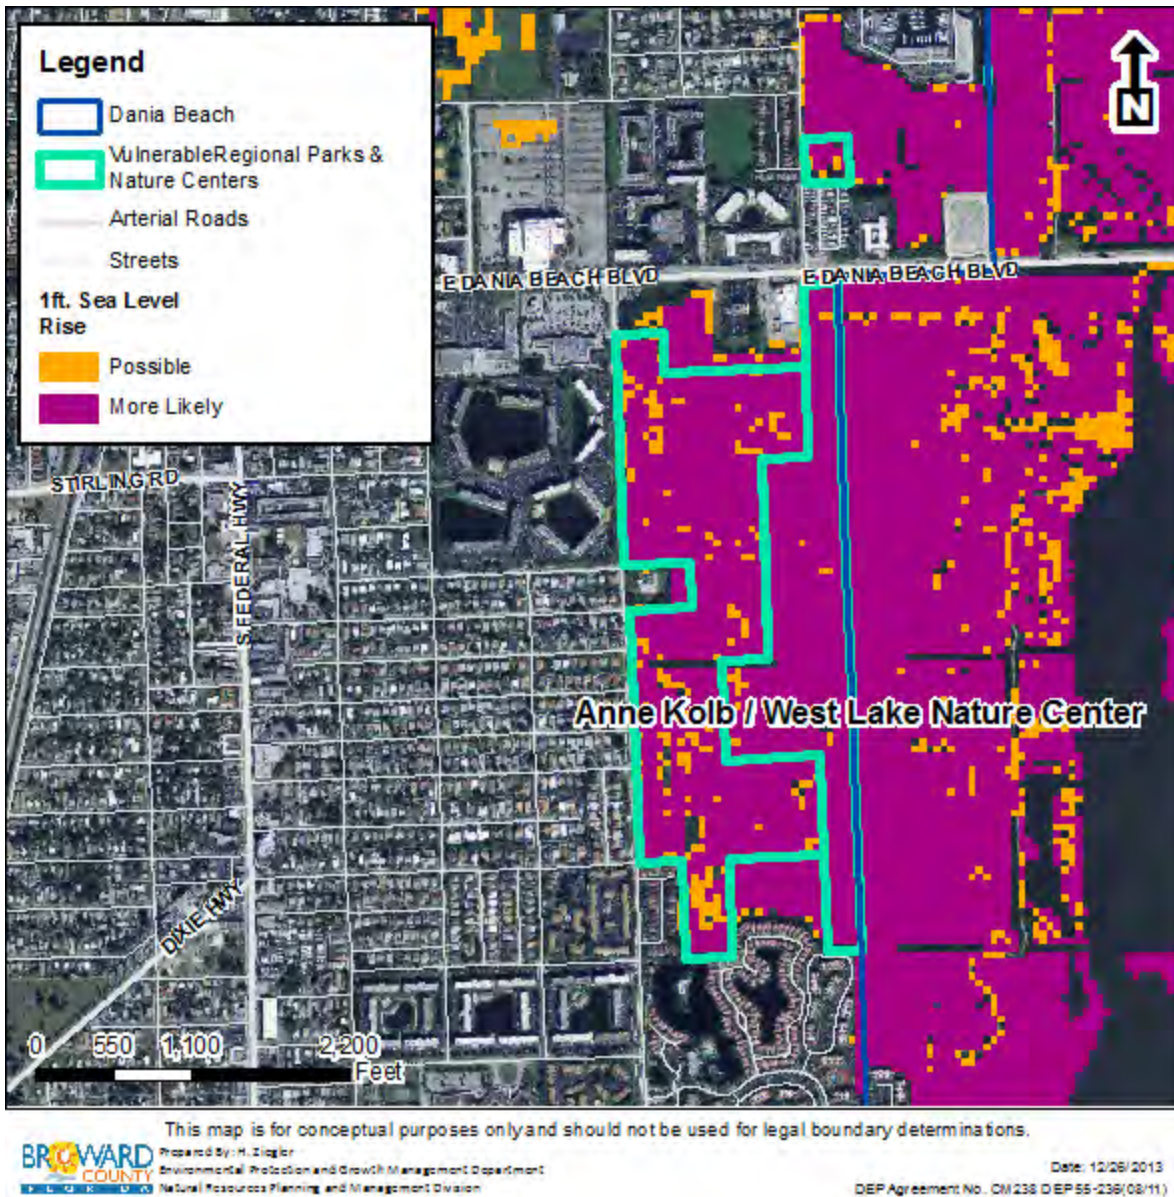 Legend
Dania Beach
VulnerableRegional Parks &
Nature Centers
Arterial Roads
Streets
1ft. Sea Level
Rise
Possible
More Likely
N
E DANIA BEACH BLVD
E DANIA BEACH BLVD
STIRLING RD
S FEDERAL HWY
Anne Kolb / West Lake Nature Center
DIXIE HWY
0 550 1,100 2,200
Feet
This map is for conceptual purposes only and should not be used for legal boundary determinations.
BROWARD
COUNTY
FLORIDA
Prepared By: H. Ziegler
Environmental Protection and Growth Management Department
Natural Resources Planning and Management Division
Date: 12/26/2013
DEP Agreement No. CM238 DEP 55-236(08/11)